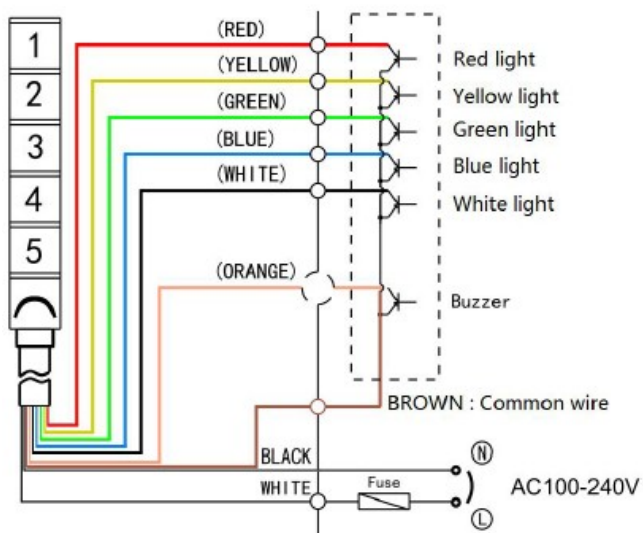 1
2
3
4
5
(RED)
(YELLOW)
(GREEN)
(BLUE)
(WHITE)
(ORANGE)
Red light
Yellow light
Green light
Blue light
White light
Buzzer
BROWN : Common wire
BLACK
N
WHITE
Fuse
AC100-240V
L